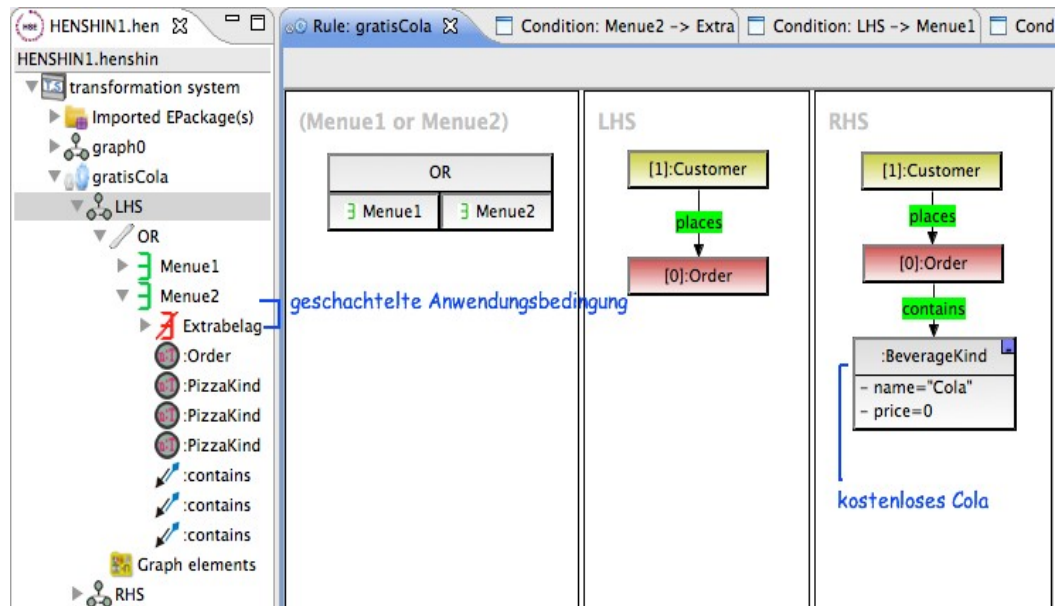 HENSHIN1.hen
HENSHIN1.henshin
transformation system
Imported EPackage(s)
graph0
gratisCola
LHS
OR
Menue1
Menue2
Extrabelag
:Order
:PizzaKind
:PizzaKind
:PizzaKind
:contains
:contains
:contains
Graph elements
RHS
Rule: gratisCola
Condition: Menue2 -> Extra
Condition: LHS -> Menue1
Cond
(Menue1 or Menue2)
OR
Menue1
Menue2
geschachtelte Anwendungsbedingung
LHS
[1]:Customer
places
[0]:Order
RHS
[1]:Customer
places
[0]:Order
contains
:BeverageKind
- name="Cola"
- price=0
kostenloses Cola